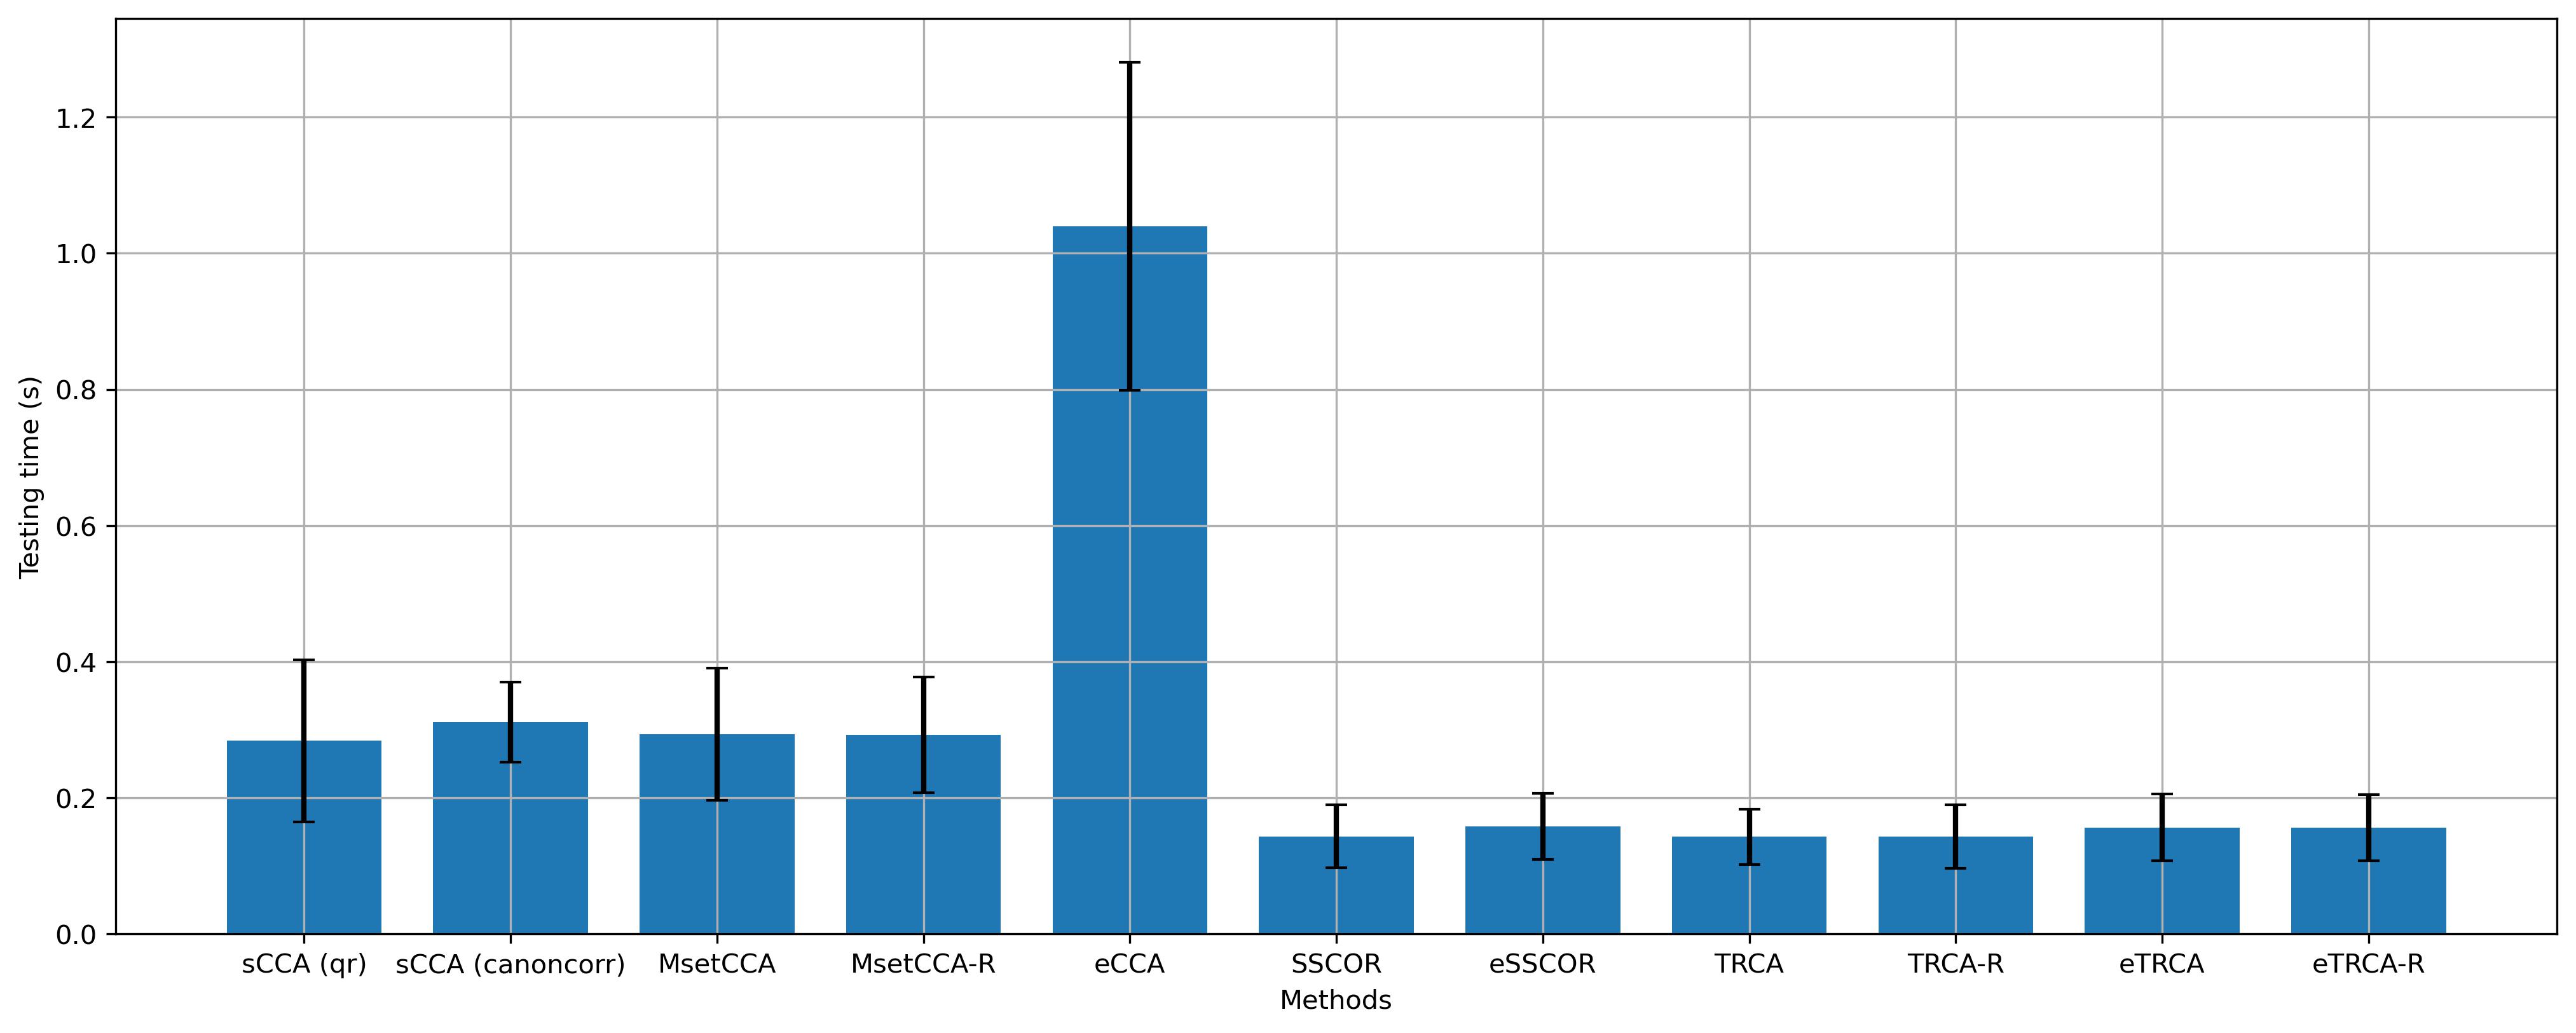 1.2
1.0
0.8
0.6
0.4
0.2
0.0
Testing time (s)
sCCA (qr) sCCA (canoncorr) MsetCCA MsetCCA-R eCCA SSCOR eSSCOR TRCA TRCA-R eTRCA eTRCA-R
Methods